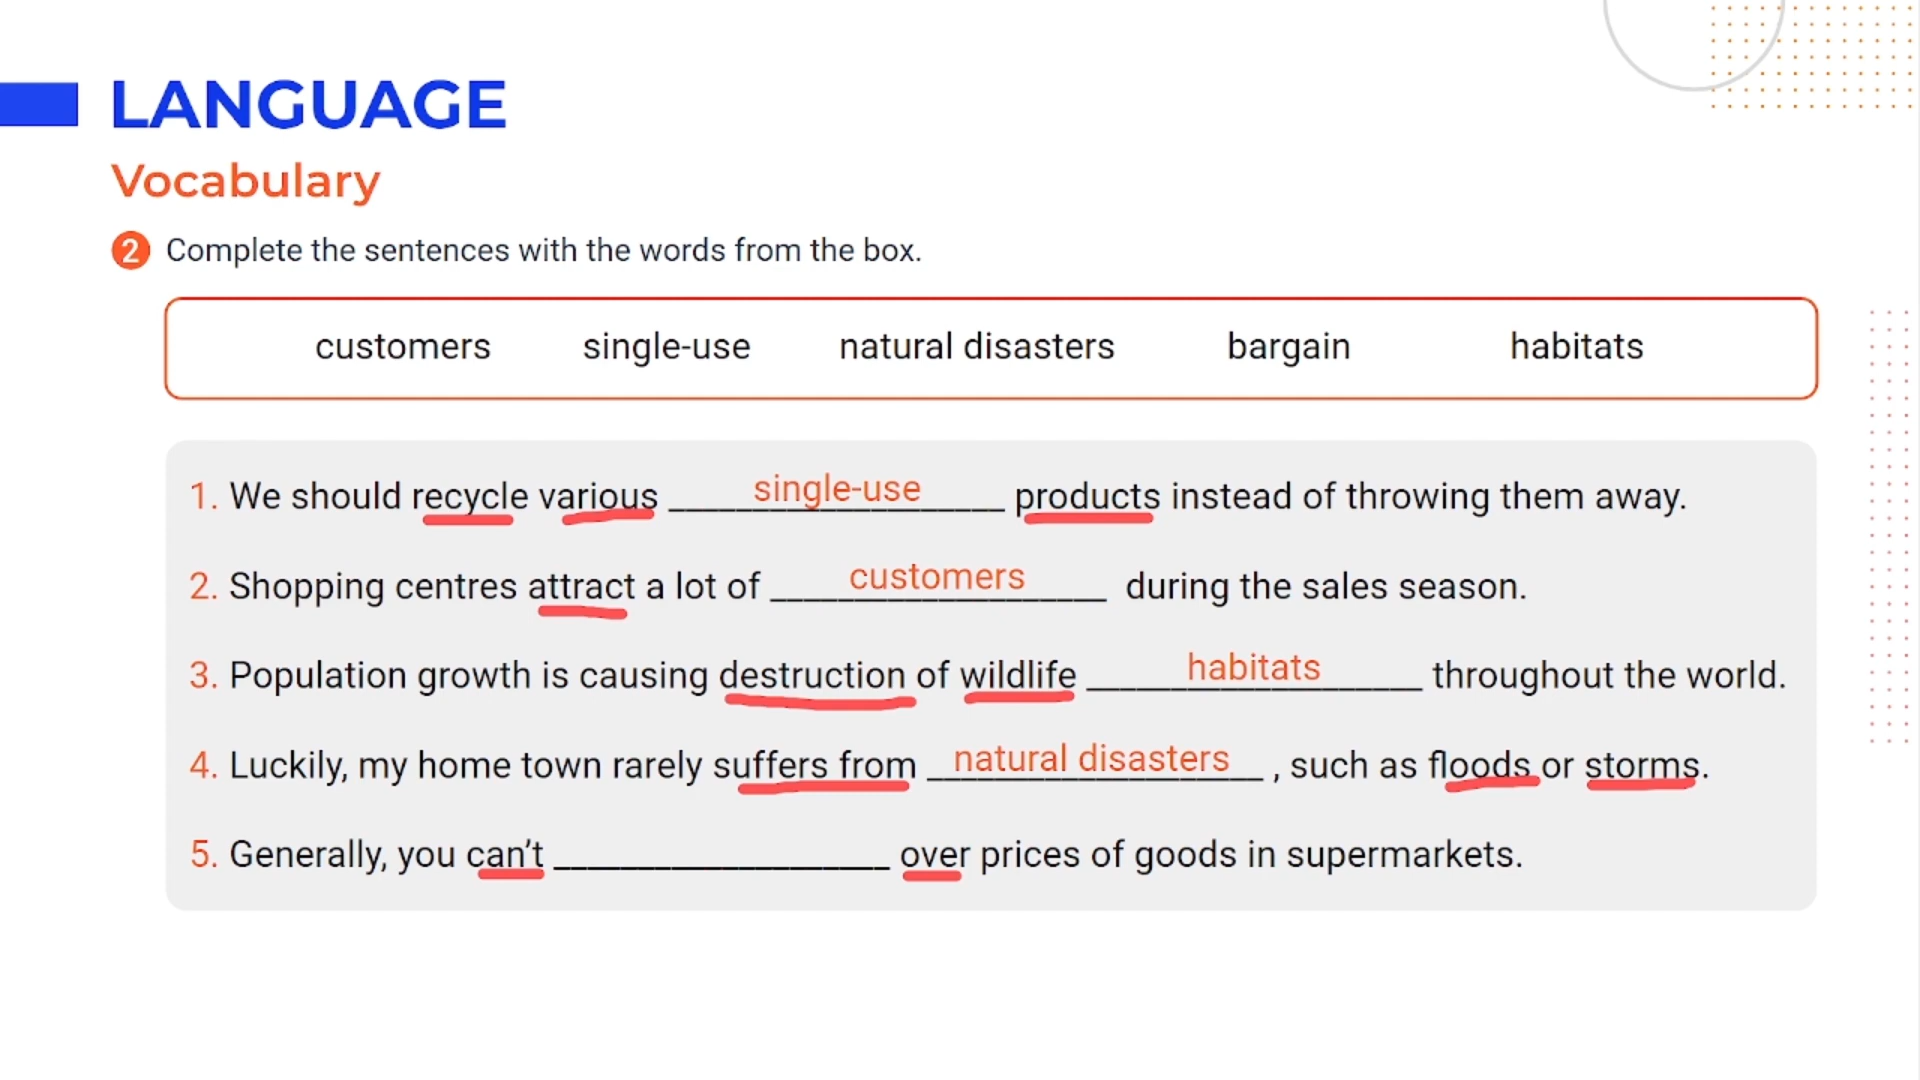 LANGUAGE
Vocabulary
2 Complete the sentences with the words from the box.
customers single-use natural disasters bargain habitats
1. We should recycle various single-use products instead of throwing them away.
2. Shopping centres attract a lot of customers during the sales season.
3. Population growth is causing destruction of wildlife habitats throughout the world.
4. Luckily, my home town rarely suffers from natural disasters, such as floods or storms.
5. Generally, you can’t ____________________ over prices of goods in supermarkets.